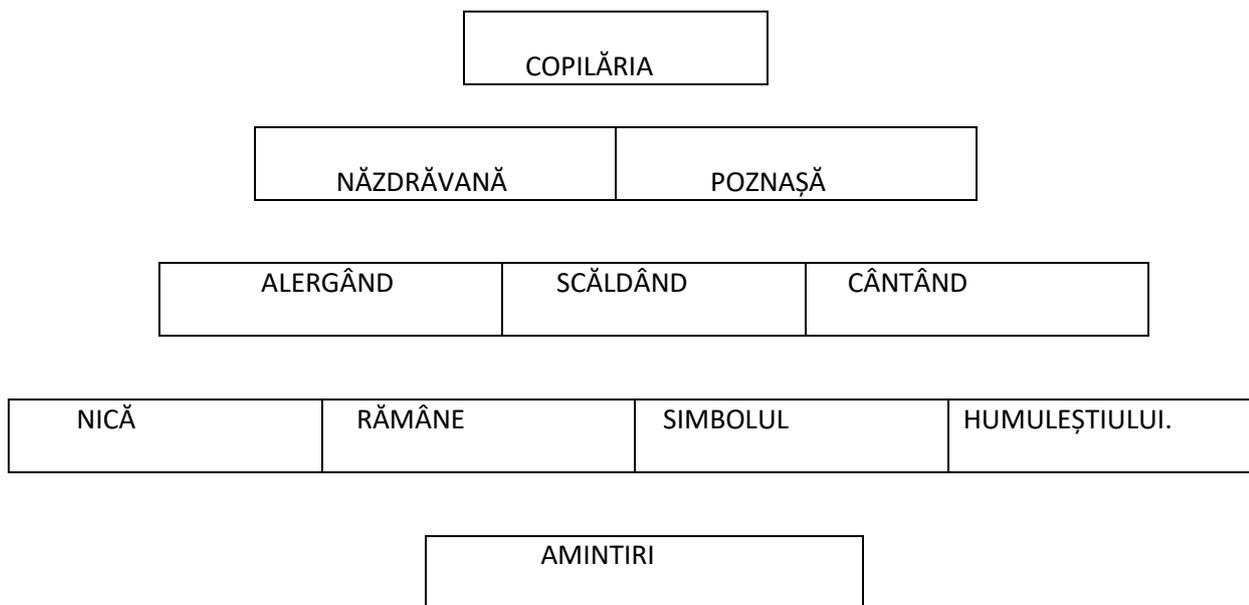 COPILĂRIA
NĂZDRĂVANĂ POZNAȘĂ
ALERGÂND SCĂLDÂND CÂNTÂND
NICĂ RĂMÂNE SIMBOLUL HUMULEȘTIULUI.
AMINTIRI